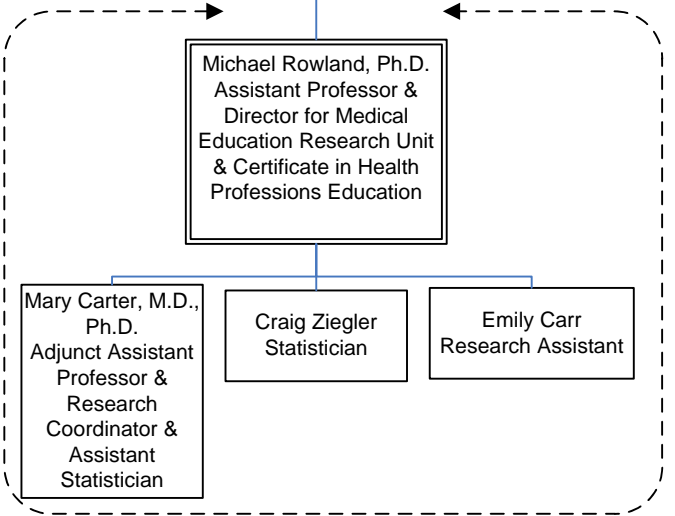 Michael Rowland, Ph.D.
Assistant Professor &
Director for Medical
Education Research Unit
& Certificate in Health
Professions Education
Mary Carter, M.D.,
Ph.D.
Adjunct Assistant
Professor &
Research
Coordinator &
Assistant
Statistician
Craig Ziegler
Statistician
Emily Carr
Research Assistant